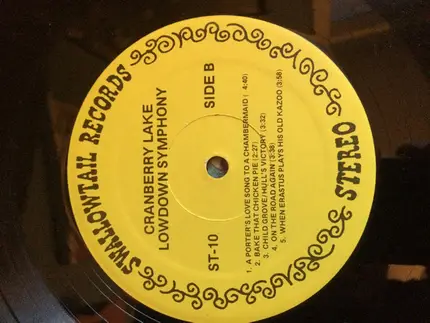 SWALLOWTAIL RECORDS
CRANBERRY LAKE
LOWDOWN SYMPHONY
ST-10
SIDE B
1. A PORTER'S LOVE SONG TO A CHAMBERMAID ( 4:40)
2. BAKE THAT CHICKEN PIE (2:27)
3. CHILD GROVE/HULL'S VICTORY (3:32)
4. ON THE ROAD AGAIN (3:38)
5. WHEN ERASTUS PLAYS HIS OLD KAZOO (3:58)
STEREO